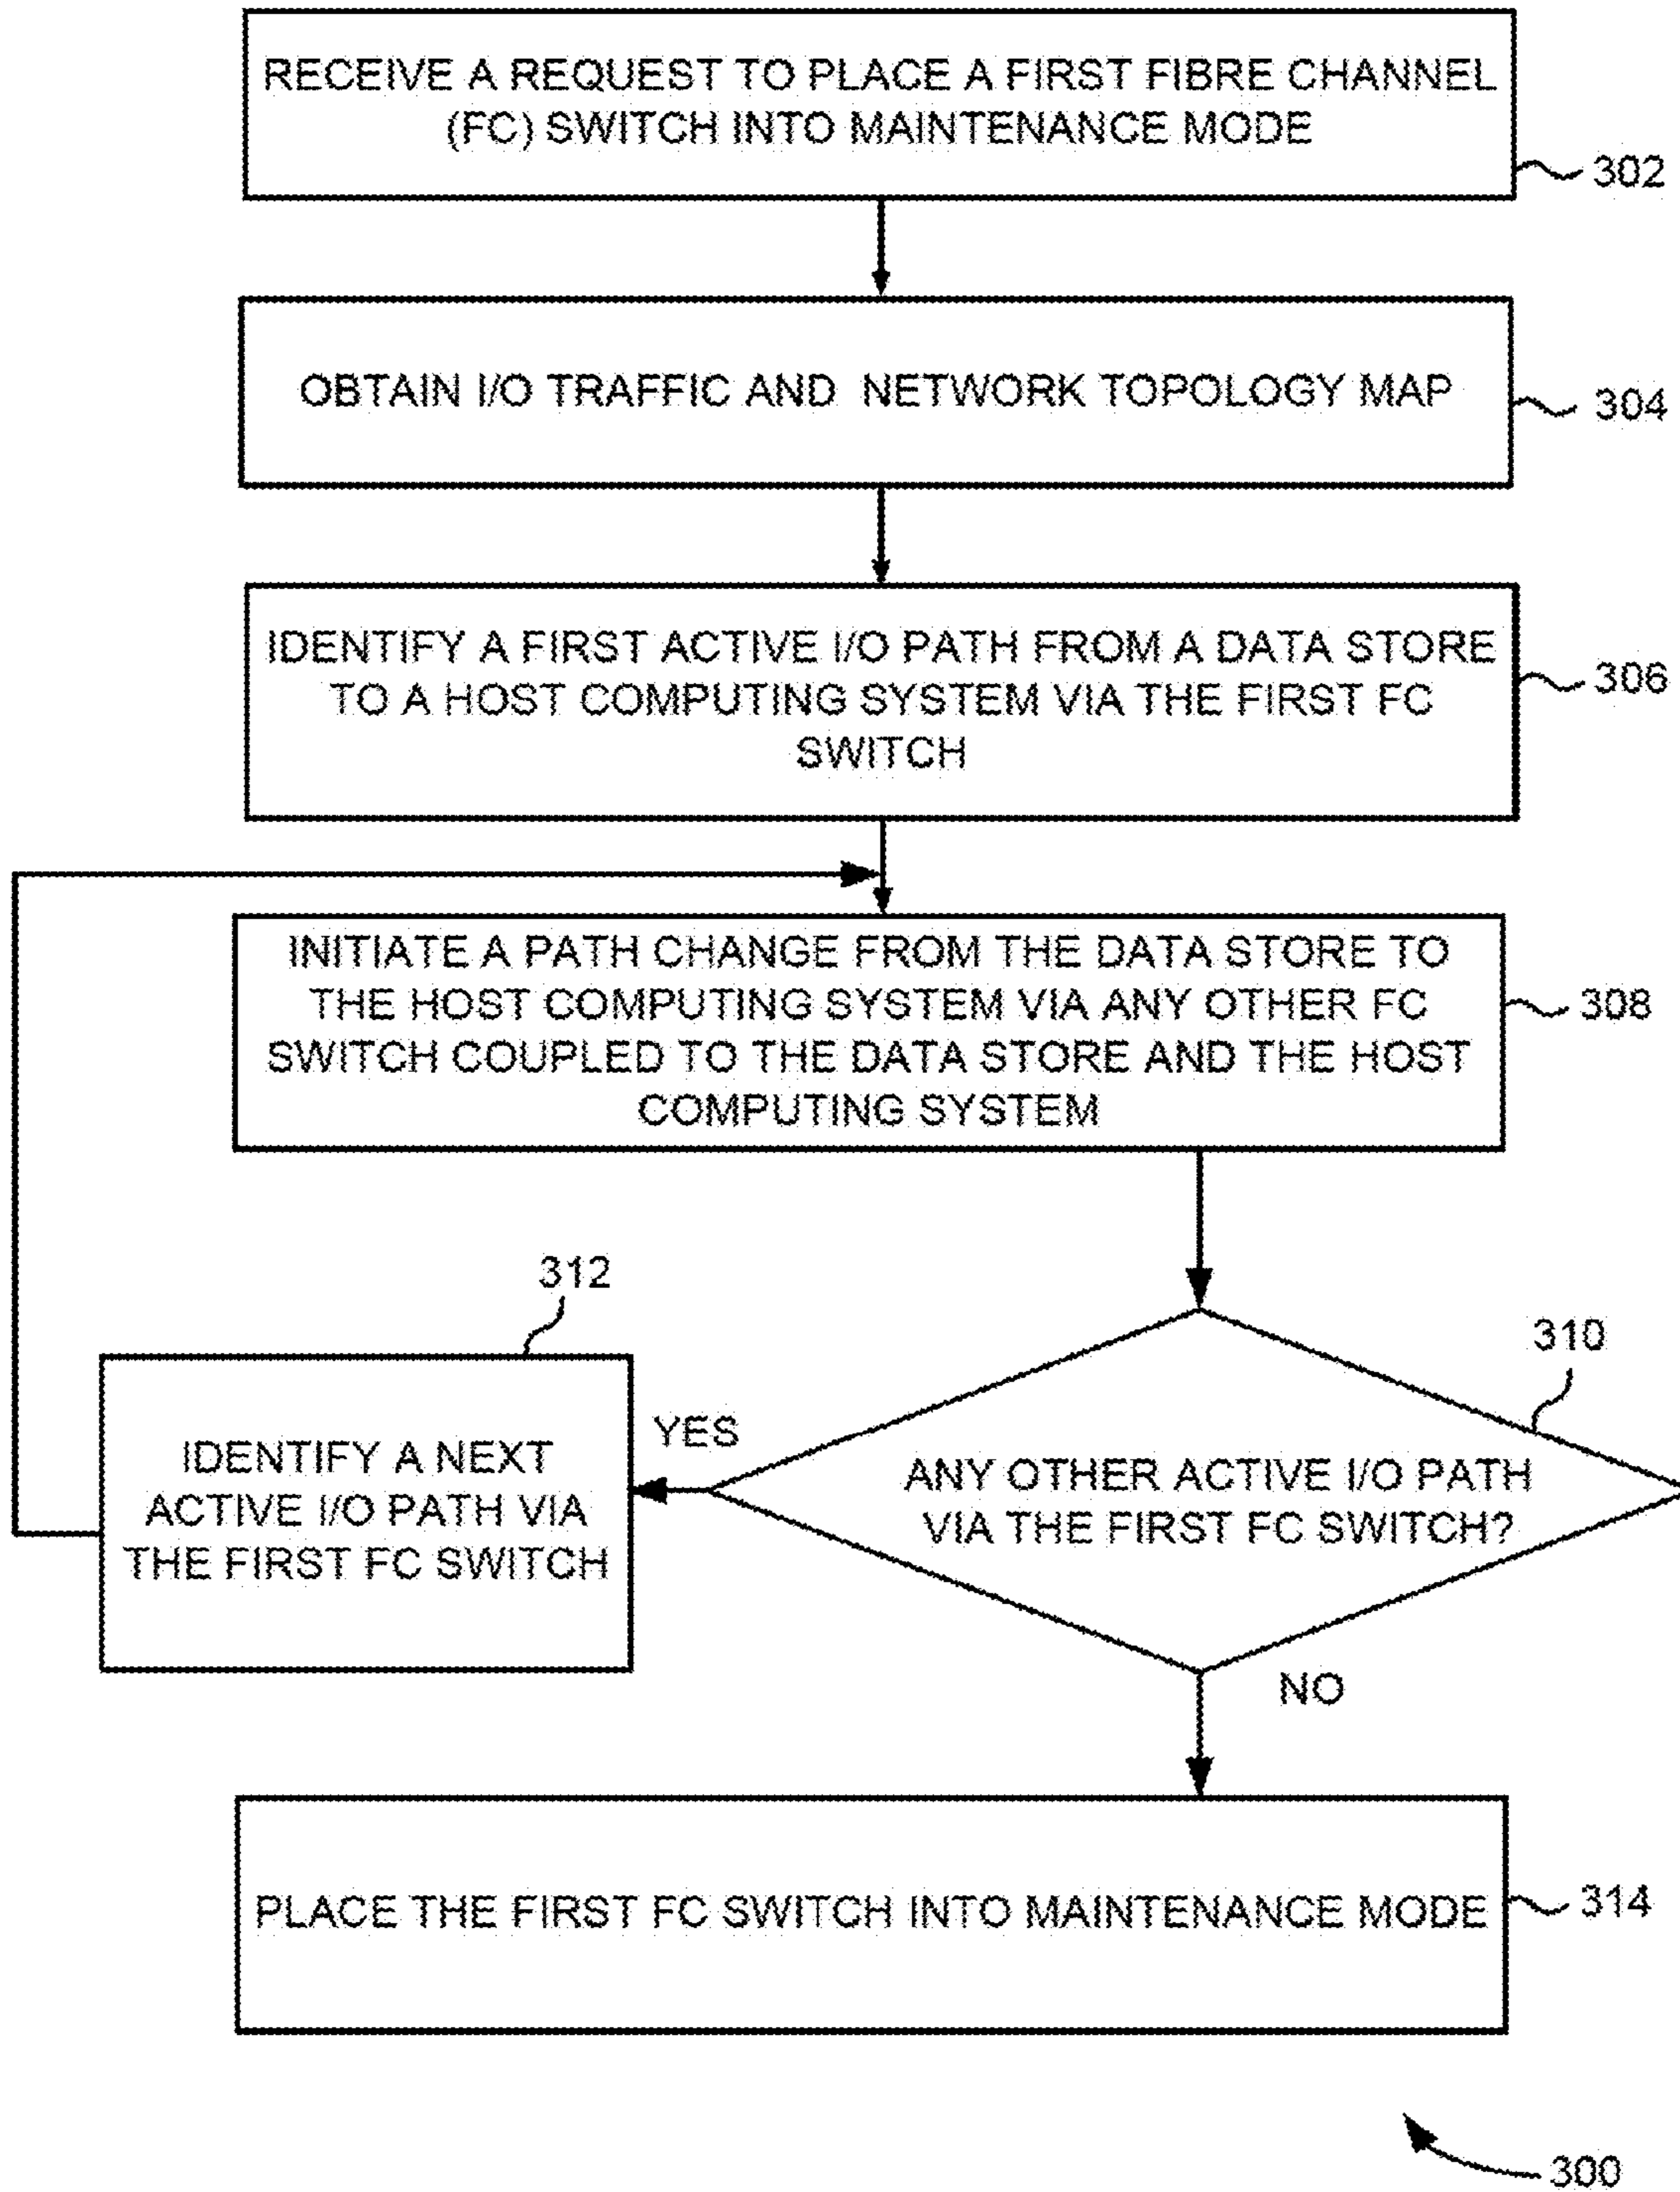 RECEIVE A REQUEST TO PLACE A FIRST FIBRE CHANNEL
(FC) SWITCH INTO MAINTENANCE MODE
302
OBTAIN I/O TRAFFIC AND NETWORK TOPOLOGY MAP
304
IDENTIFY A FIRST ACTIVE I/O PATH FROM A DATA STORE
TO A HOST COMPUTING SYSTEM VIA THE FIRST FC
SWITCH
306
INITIATE A PATH CHANGE FROM THE DATA STORE TO
THE HOST COMPUTING SYSTEM VIA ANY OTHER FC
SWITCH COUPLED TO THE DATA STORE AND THE HOST
COMPUTING SYSTEM
308
312
310
YES
IDENTIFY A NEXT
ACTIVE I/O PATH VIA
THE FIRST FC SWITCH
ANY OTHER ACTIVE I/O PATH
VIA THE FIRST FC SWITCH?
NO
PLACE THE FIRST FC SWITCH INTO MAINTENANCE MODE
314
300